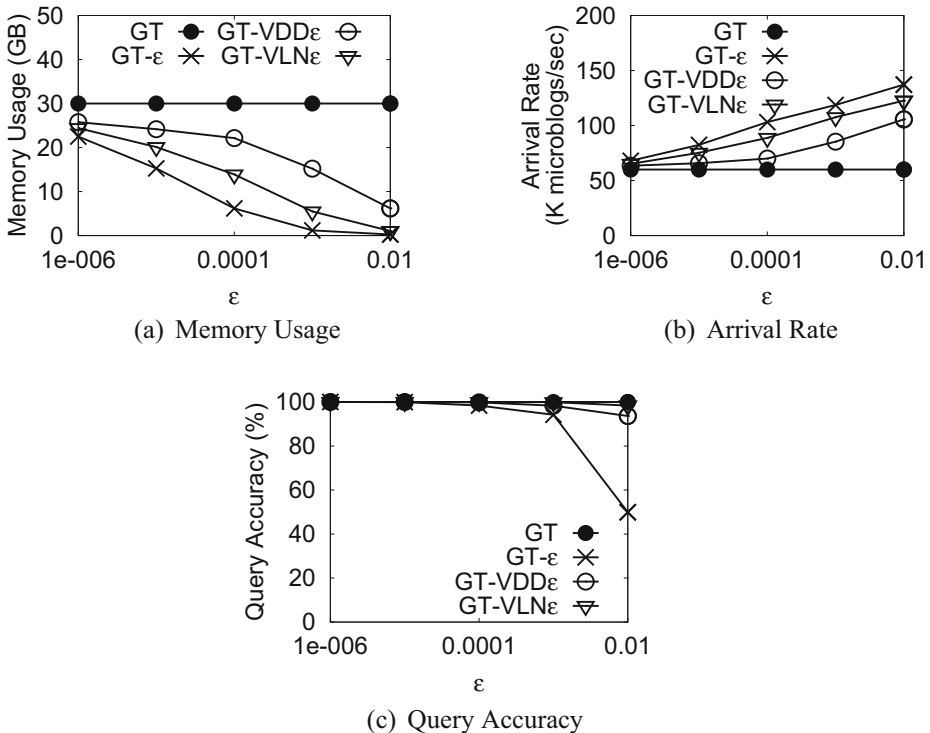 50
40
30
20
10
0
Memory Usage (GB)
GT GT-VDDε
GT-ε GT-VLNε
1e-006 0.0001 0.01
ε
(a) Memory Usage
200
150
100
50
0
Arrival Rate
(K microblogs/sec)
GT
GT-ε
GT-VDDε
GT-VLNε
1e-006 0.0001 0.01
ε
(b) Arrival Rate
100
80
60
40
20
0
Query Accuracy (%)
GT
GT-ε
GT-VDDε
GT-VLNε
1e-006 0.0001 0.01
ε
(c) Query Accuracy